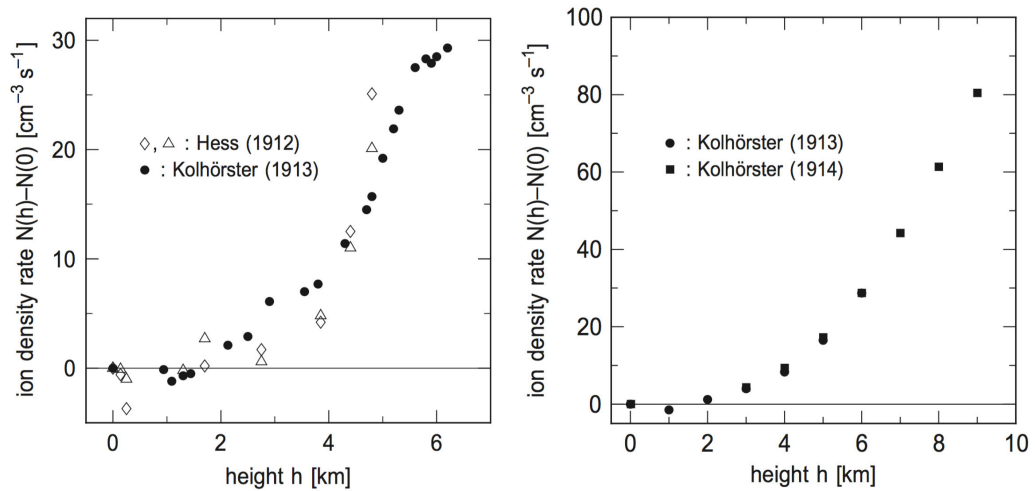 30
20
10
0
ion density rate N(h)–N(0) [cm⁻³ s⁻¹]
◇, △ : Hess (1912)
● : Kolhörster (1913)
0 2 4 6
height h [km]
100
80
60
40
20
0
ion density rate N(h)–N(0) [cm⁻³ s⁻¹]
● : Kolhörster (1913)
■ : Kolhörster (1914)
0 2 4 6 8 10
height h [km]